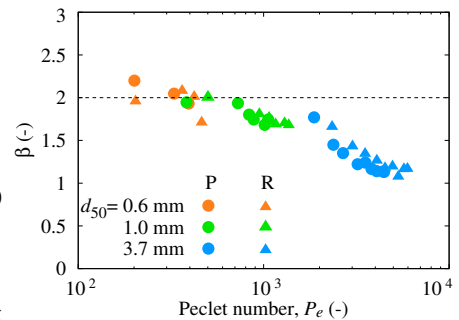 3
2.5
2
1.5
1
0.5
0
β (-)
P R
d50= 0.6 mm
1.0 mm
3.7 mm
10^2 10^3 10^4
Peclet number, Pe (-)